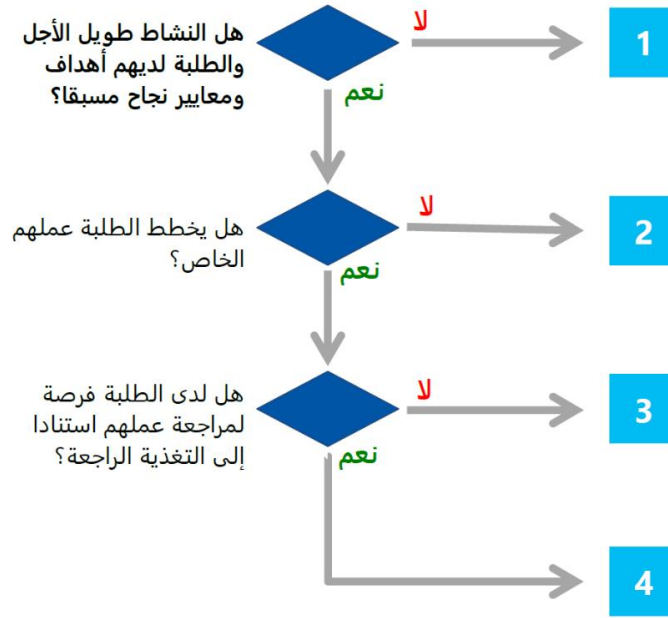 هل النشاط طويل الأجل
والطلبة لديهم أهداف
ومعايير نجاح مسبقا؟
لا
نعم
1
هل يخطط الطلبة عملهم
الخاص؟
لا
نعم
2
هل لدى الطلبة فرصة
لمراجعة عملهم استنادا
إلى التغذية الراجعة؟
لا
نعم
3
4